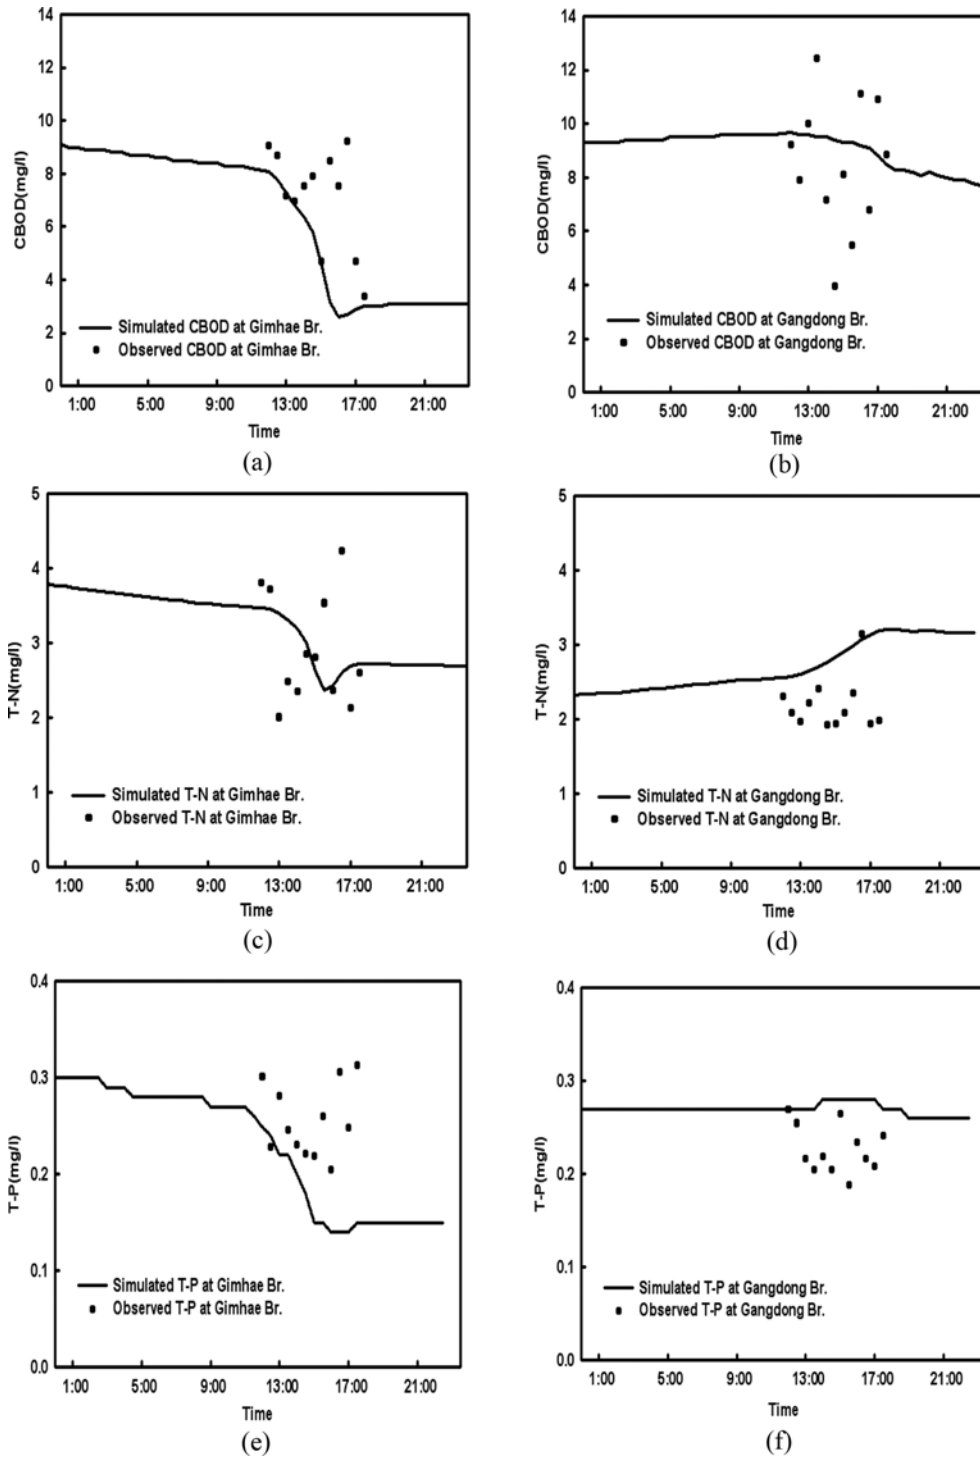 14
12
10
8
6
4
2
0
CBOD(mg/l)
Simulated CBOD at Gimhae Br.
Observed CBOD at Gimhae Br.
1:00 5:00 9:00 13:00 17:00 21:00
Time
(a)
14
12
10
8
6
4
2
0
CBOD(mg/l)
Simulated CBOD at Gangdong Br.
Observed CBOD at Gangdong Br.
1:00 5:00 9:00 13:00 17:00 21:00
Time
(b)
5
4
3
2
1
0
T-N(mg/l)
Simulated T-N at Gimhae Br.
Observed T-N at Gimhae Br.
1:00 5:00 9:00 13:00 17:00 21:00
Time
(c)
5
4
3
2
1
0
T-N(mg/l)
Simulated T-N at Gangdong Br.
Observed T-N at Gangdong Br.
1:00 5:00 9:00 13:00 17:00 21:00
Time
(d)
0.4
0.3
0.2
0.1
0.0
T-P(mg/l)
Simulated T-P at Gimhae Br.
Observed T-P at Gimhae Br.
1:00 5:00 9:00 13:00 17:00 21:00
Time
(e)
0.4
0.3
0.2
0.1
0.0
T-P(mg/l)
Simulated T-P at Gangdong Br.
Observed T-P at Gangdong Br.
1:00 5:00 9:00 13:00 17:00 21:00
Time
(f)